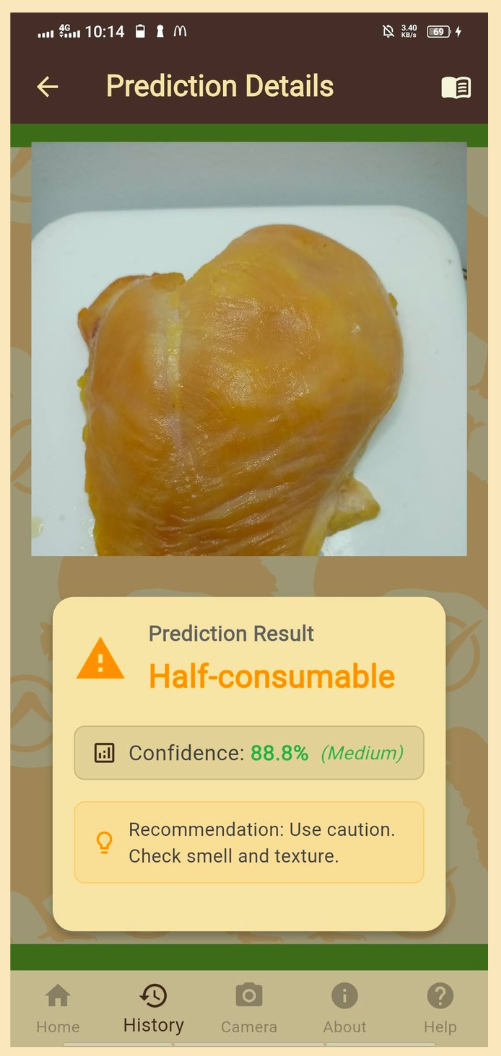 4G 10:14 3.40 KB/s 69
Prediction Details
Prediction Result
Half-consumable
Confidence: 88.8% (Medium)
Recommendation: Use caution.
Check smell and texture.
Home History Camera About Help